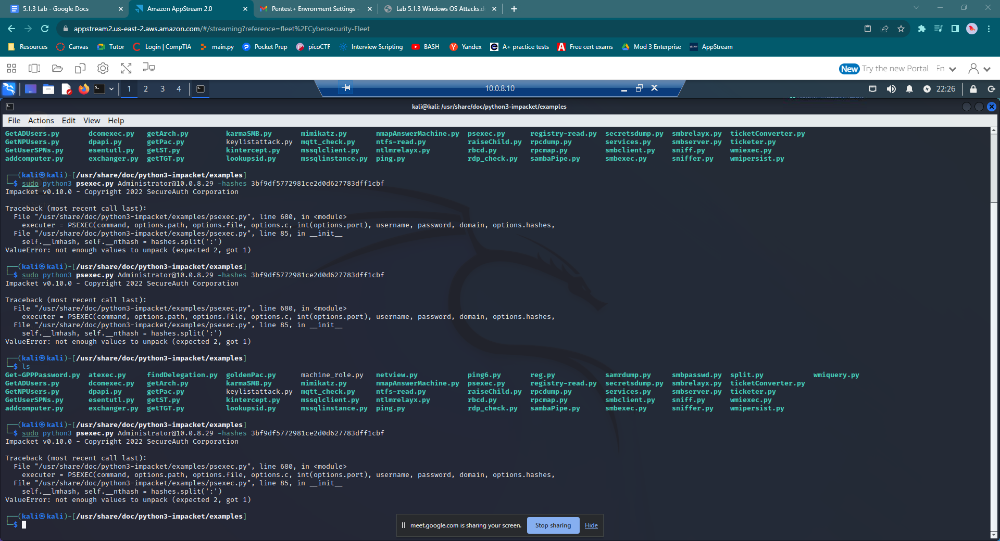 5.1.3 Lab - Google Docs
Amazon AppStream 2.0
Pentest+ Envronment Settings -
Lab 5.1.3 Windows OS Attacks.d
appstream2.us-east-2.aws.amazon.com/#/streaming?reference=fleet%2FCybersecurity-Fleet
Resources Canvas Tutor Login | CompTIA main.py Pocket Prep picoCTF Interview Scripting BASH Yandex A+ practice tests Free cert exams Mod 3 Enterprise AppStream
New Try the new Portal Fn
1 2 3 4 10.0.8.10 22:26
kali@kali: /usr/share/doc/python3-impacket/examples
File Actions Edit View Help
GetADUsers.py dcomexec.py getArch.py karmaSMB.py mimikatz.py nmapAnswerMachine.py psexec.py registry-read.py secretsdump.py smbrelayx.py ticketConverter.py
GetNPUsers.py dpapi.py getPac.py keylistattack.py mqtt_check.py ntfs-read.py raiseChild.py rpcdump.py services.py smbserver.py ticketer.py
GetUserSPNs.py esentutl.py getST.py kintercept.py mssqlclient.py ntlmrelayx.py rbcd.py rpcmap.py smbclient.py sniff.py wmiexec.py
addcomputer.py exchanger.py getTGT.py lookupsid.py mssqlinstance.py ping.py rdp_check.py sambaPipe.py smbexec.py sniffer.py wmipersist.py
┌──(kali㉿kali)-[/usr/share/doc/python3-impacket/examples]
└─$ sudo python3 psexec.py Administrator@10.0.8.29 -hashes 3bf9df5772981ce2d0d627783dff1cbf
Impacket v0.10.0 - Copyright 2022 SecureAuth Corporation
Traceback (most recent call last):
File "/usr/share/doc/python3-impacket/examples/psexec.py", line 680, in <module>
executer = PSEXEC(command, options.path, options.file, options.c, int(options.port), username, password, domain, options.hashes,
File "/usr/share/doc/python3-impacket/examples/psexec.py", line 85, in __init__
self.__lmhash, self.__nthash = hashes.split(':')
ValueError: not enough values to unpack (expected 2, got 1)
┌──(kali㉿kali)-[/usr/share/doc/python3-impacket/examples]
└─$ sudo python3 psexec.py Administrator@10.0.8.29 -hashes 3bf9df5772981ce2d0d627783dff1cbf
Impacket v0.10.0 - Copyright 2022 SecureAuth Corporation
Traceback (most recent call last):
File "/usr/share/doc/python3-impacket/examples/psexec.py", line 680, in <module>
executer = PSEXEC(command, options.path, options.file, options.c, int(options.port), username, password, domain, options.hashes,
File "/usr/share/doc/python3-impacket/examples/psexec.py", line 85, in __init__
self.__lmhash, self.__nthash = hashes.split(':')
ValueError: not enough values to unpack (expected 2, got 1)
┌──(kali㉿kali)-[/usr/share/doc/python3-impacket/examples]
└─$ ls
Get-GPPPassword.py atexec.py findDelegation.py goldenPac.py machine_role.py netview.py ping6.py reg.py samrdump.py smbpasswd.py split.py wmiquery.py
GetADUsers.py dcomexec.py getArch.py karmaSMB.py mimikatz.py nmapAnswerMachine.py psexec.py registry-read.py secretsdump.py smbrelayx.py ticketConverter.py
GetNPUsers.py dpapi.py getPac.py keylistattack.py mqtt_check.py ntfs-read.py raiseChild.py rpcdump.py services.py smbserver.py ticketer.py
GetUserSPNs.py esentutl.py getST.py kintercept.py mssqlclient.py ntlmrelayx.py rbcd.py rpcmap.py smbclient.py sniff.py wmiexec.py
addcomputer.py exchanger.py getTGT.py lookupsid.py mssqlinstance.py ping.py rdp_check.py sambaPipe.py smbexec.py sniffer.py wmipersist.py
┌──(kali㉿kali)-[/usr/share/doc/python3-impacket/examples]
└─$ sudo python3 psexec.py Administrator@10.0.8.29 -hashes 3bf9df5772981ce2d0d627783dff1cbf
Impacket v0.10.0 - Copyright 2022 SecureAuth Corporation
Traceback (most recent call last):
File "/usr/share/doc/python3-impacket/examples/psexec.py", line 680, in <module>
executer = PSEXEC(command, options.path, options.file, options.c, int(options.port), username, password, domain, options.hashes,
File "/usr/share/doc/python3-impacket/examples/psexec.py", line 85, in __init__
self.__lmhash, self.__nthash = hashes.split(':')
ValueError: not enough values to unpack (expected 2, got 1)
┌──(kali㉿kali)-[/usr/share/doc/python3-impacket/examples]
└─$
meet.google.com is sharing your screen. Stop sharing Hide